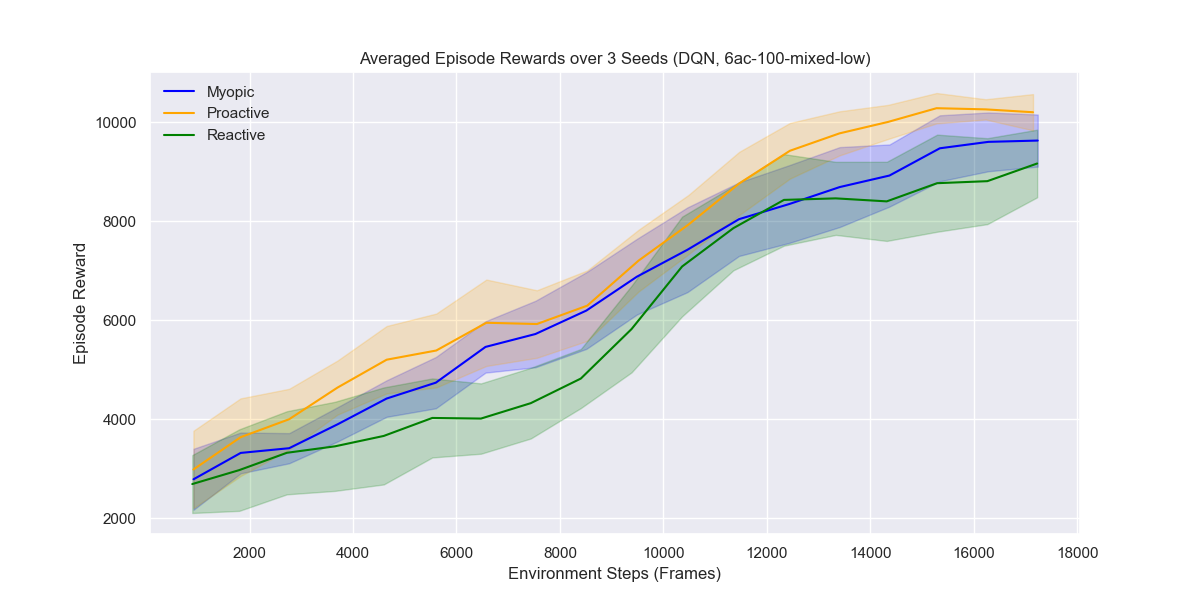 Averaged Episode Rewards over 3 Seeds (DQN, 6ac-100-mixed-low)
Myopic
Proactive
Reactive
Episode Reward
10000
8000
6000
4000
2000
2000 4000 6000 8000 10000 12000 14000 16000 18000
Environment Steps (Frames)